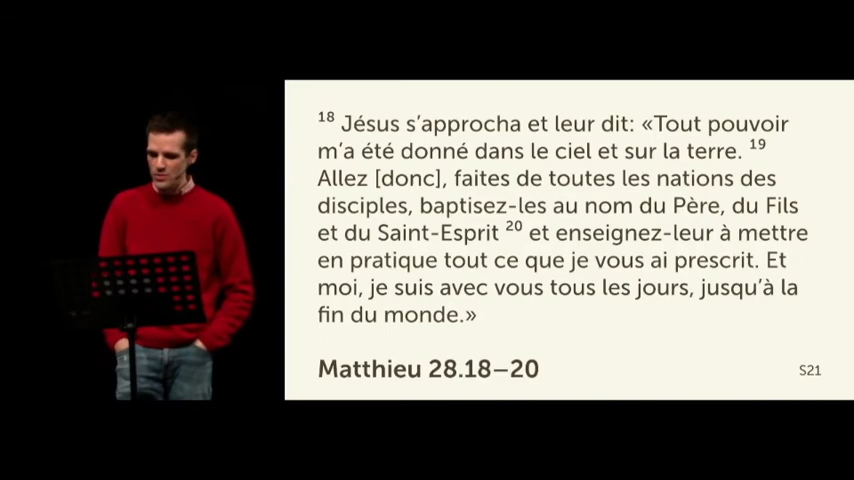 18 Jésus s’approcha et leur dit: «Tout pouvoir
m’a été donné dans le ciel et sur la terre. 19
Allez [donc], faites de toutes les nations des
disciples, baptisez-les au nom du Père, du Fils
et du Saint-Esprit 20 et enseignez-leur à mettre
en pratique tout ce que je vous ai prescrit. Et
moi, je suis avec vous tous les jours, jusqu’à la
fin du monde.»
Matthieu 28.18–20
S21